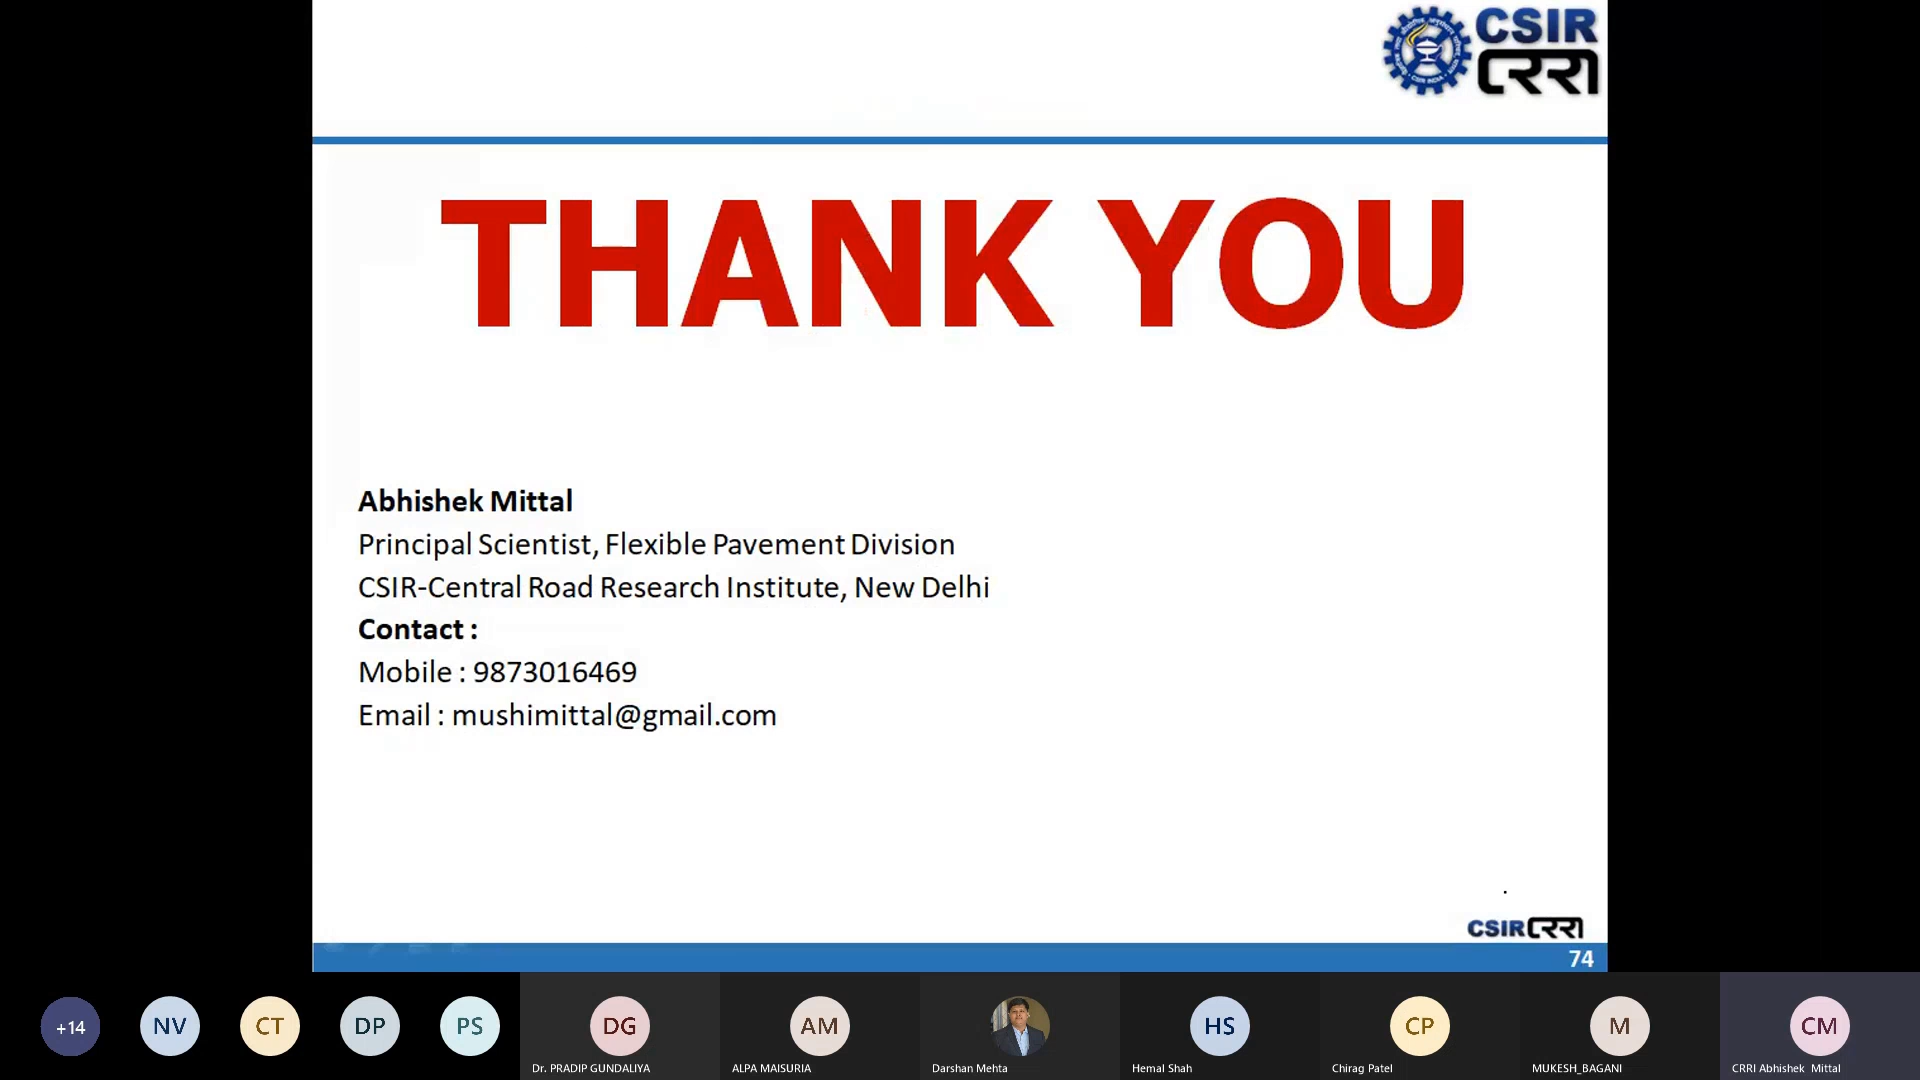 CSIR
CRRI
THANK YOU
Abhishek Mittal
Principal Scientist, Flexible Pavement Division
CSIR-Central Road Research Institute, New Delhi
Contact :
Mobile : 9873016469
Email : mushimittal@gmail.com
CSIR CRRI
74
+14
NV
CT
DP
PS
DG
AM
HS
CP
M
CM
Dr. PRADIP GUNDALIYA
ALPA MAISURIA
Darshan Mehta
Hemal Shah
Chirag Patel
MUKESH_BAGANI
CRRI Abhishek Mittal